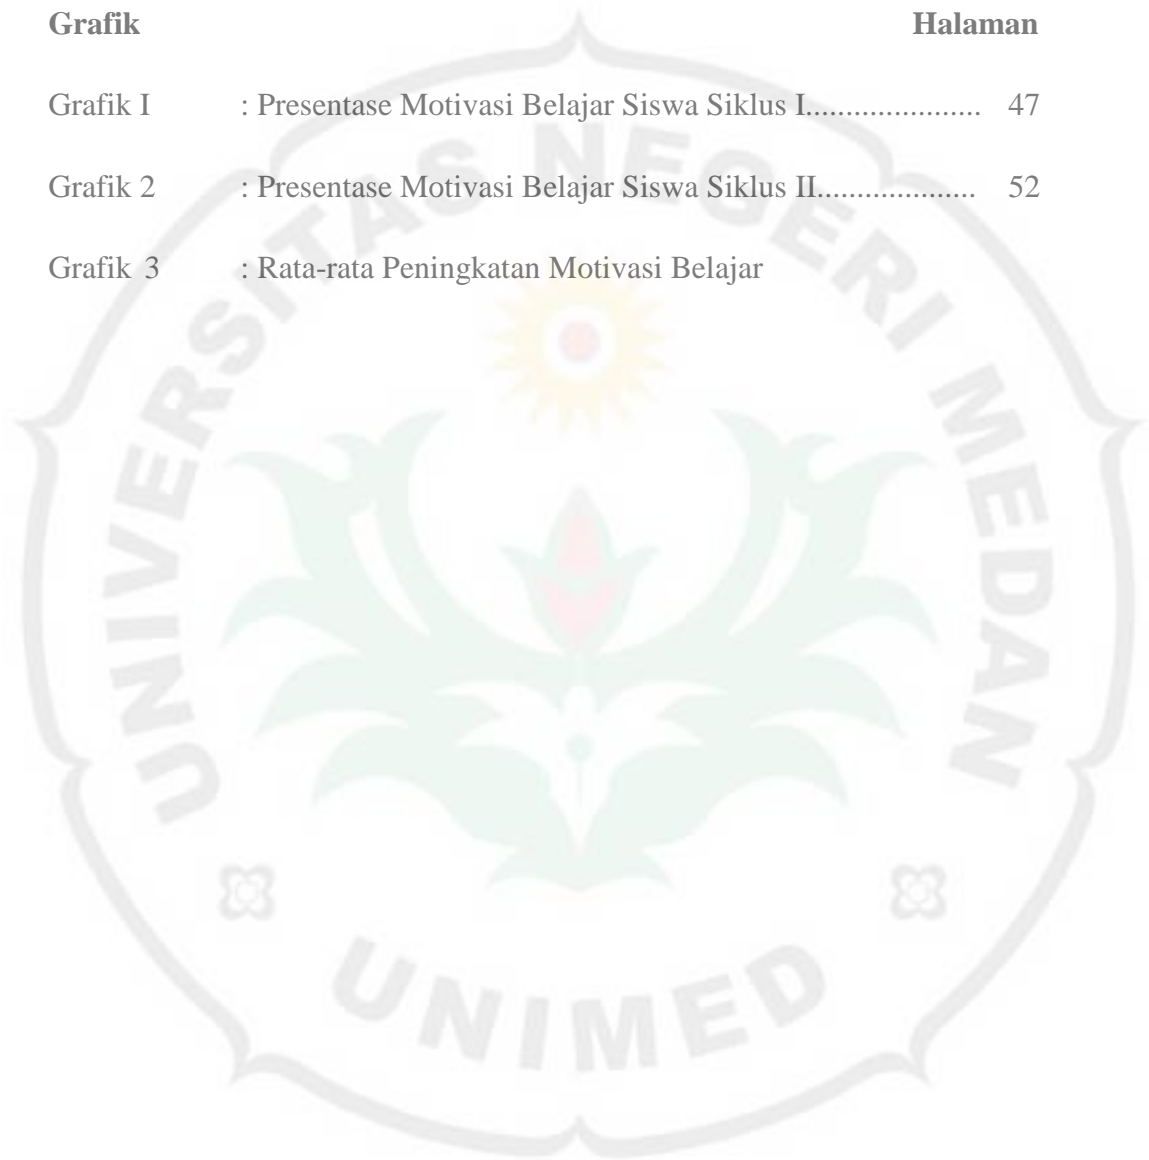 Grafik Halaman
Grafik I : Presentase Motivasi Belajar Siswa Siklus I...................... 47
Grafik 2 : Presentase Motivasi Belajar Siswa Siklus II.................... 52
Grafik 3 : Rata-rata Peningkatan Motivasi Belajar
UNIVERSITAS NEGERI MEDAN
UNIMED